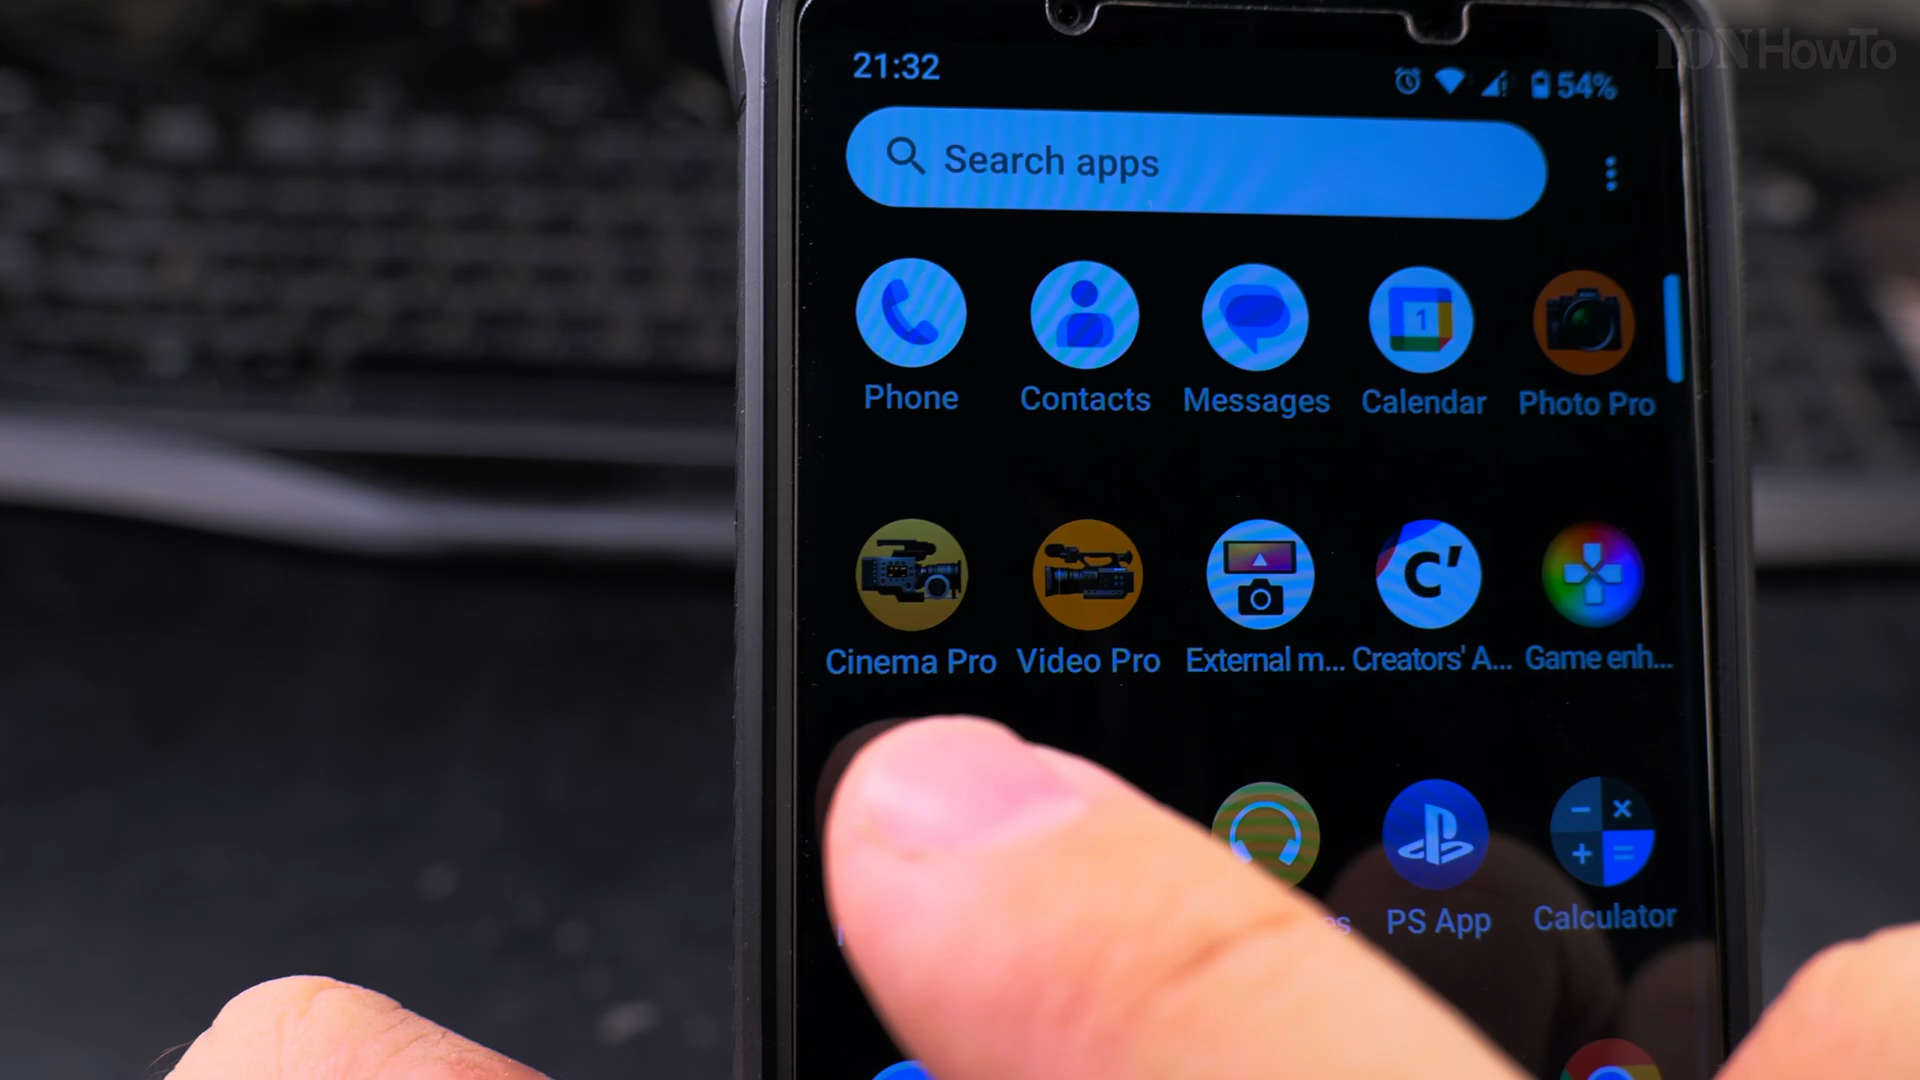 IDNHowTo
21:32
54%
Search apps
1
Phone Contacts Messages Calendar Photo Pro
C'
Cinema Pro Video Pro External m... Creators' A... Game enh...
− ×
+ =
PS App Calculator